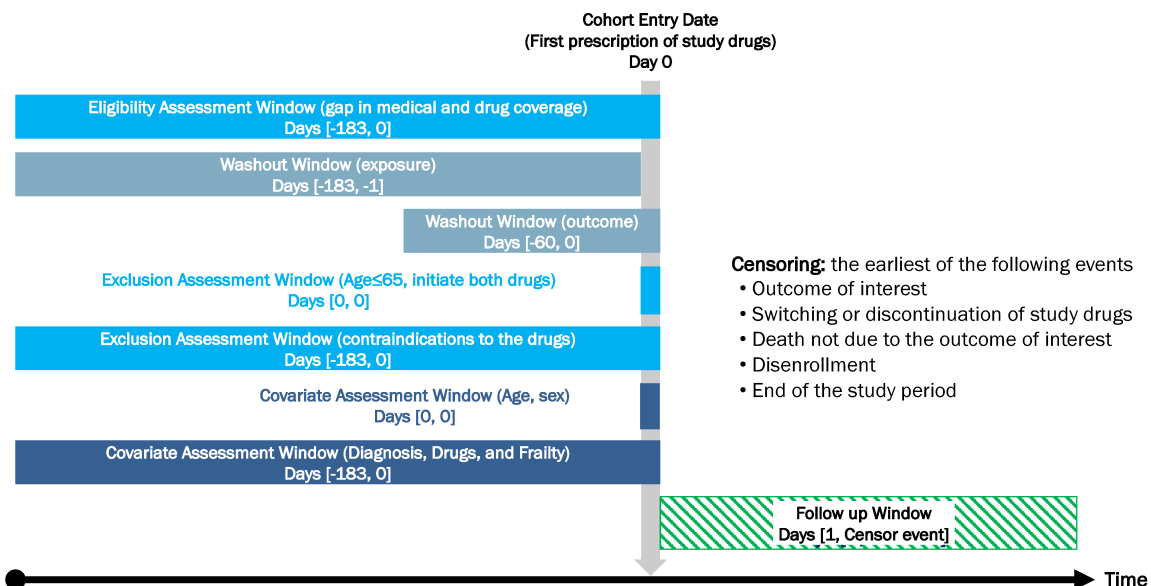 Cohort Entry Date
(First prescription of study drugs)
Day 0
Eligibility Assessment Window (gap in medical and drug coverage)
Days [-183, 0]
Washout Window (exposure)
Days [-183, -1]
Washout Window (outcome)
Days [-60, 0]
Exclusion Assessment Window (Age≤65, initiate both drugs)
Days [0, 0]
Exclusion Assessment Window (contraindications to the drugs)
Days [-183, 0]
Covariate Assessment Window (Age, sex)
Days [0, 0]
Covariate Assessment Window (Diagnosis, Drugs, and Frailty)
Days [-183, 0]
Censoring: the earliest of the following events
• Outcome of interest
• Switching or discontinuation of study drugs
• Death not due to the outcome of interest
• Disenrollment
• End of the study period
Follow up Window
Days [1, Censor event]
Time